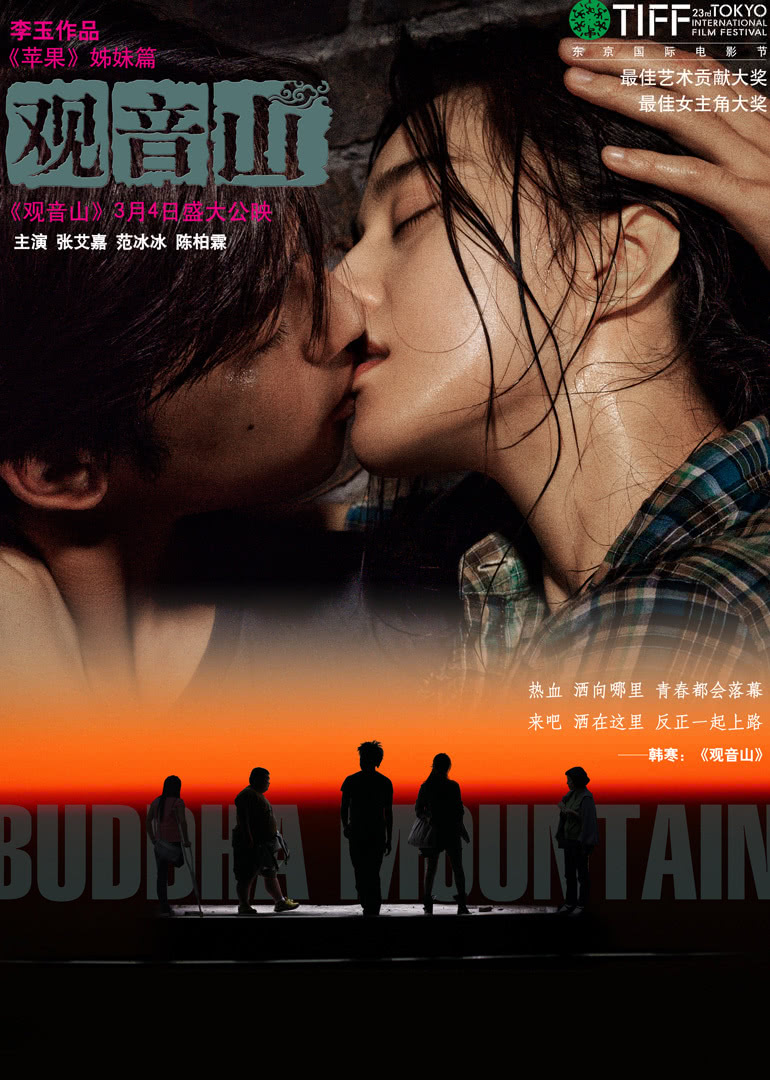 李玉作品
《苹果》姊妹篇
观音山
《观音山》3月4日盛大公映
主演 张艾嘉 范冰冰 陈柏霖
TIFF 23rd TOKYO
INTERNATIONAL
FILM FESTIVAL
东京国际电影节
最佳艺术贡献大奖
最佳女主角大奖
热血 洒向哪里 青春都会落幕
来吧 洒在这里 反正一起上路
——韩寒：《观音山》
BUDDHA MOUNTAIN